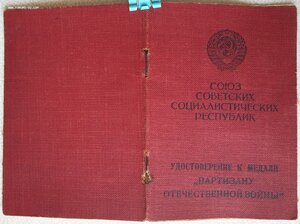 СОЮЗ
СОВЕТСКИХ
СОЦИАЛИСТИЧЕСКИХ
РЕСПУБЛИК
УДОСТОВЕРЕНИЕ К МЕДАЛИ
„ПАРТИЗАНУ
ОТЕЧЕСТВЕННОЙ ВОЙНЫ"